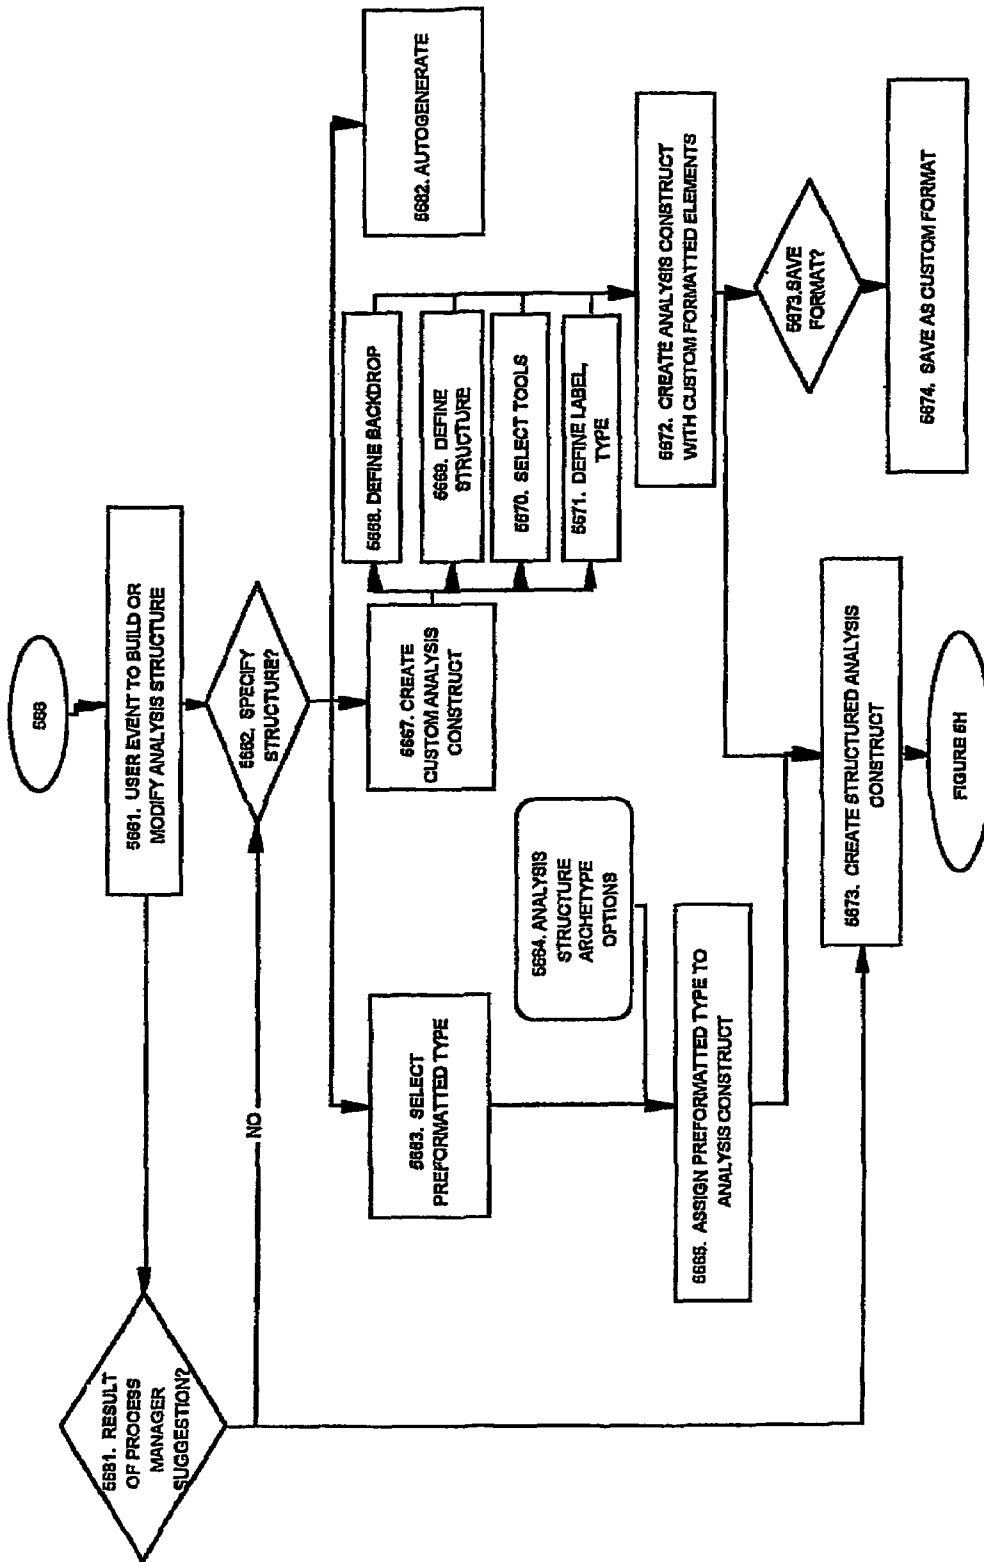 566
5661. USER EVENT TO BUILD OR
MODIFY ANALYSIS STRUCTURE
5681. RESULT
OF PROCESS
MANAGER
SUGGESTION?
NO
5662. SPECIFY
STRUCTURE?
5663. SELECT
PREFORMATTED TYPE
5667. CREATE
CUSTOM ANALYSIS
CONSTRUCT
5682. AUTOGENERATE
5668. DEFINE BACKDROP
5669. DEFINE
STRUCTURE
5670. SELECT TOOLS
5671. DEFINE LABEL,
TYPE
5664. ANALYSIS
STRUCTURE
ARCHETYPE
OPTIONS
5665. ASSIGN PREFORMATTED TYPE TO
ANALYSIS CONSTRUCT
5672. CREATE ANALYSIS CONSTRUCT
WITH CUSTOM FORMATTED ELEMENTS
5673. SAVE
FORMAT?
5673. CREATE STRUCTURED ANALYSIS
CONSTRUCT
5674. SAVE AS CUSTOM FORMAT
FIGURE 5H